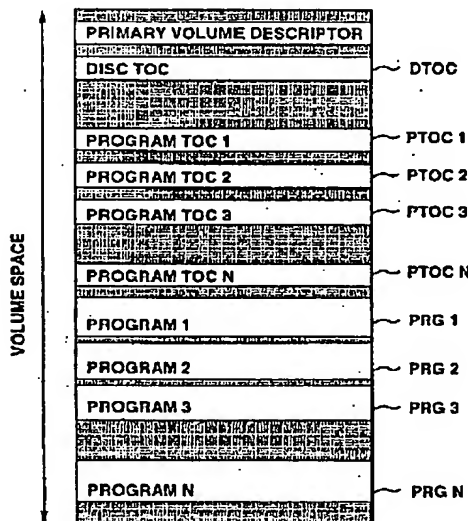 PRIMARY VOLUME DESCRIPTOR
DISC TOC DTOC
PROGRAM TOC 1 PTOC 1
PROGRAM TOC 2 PTOC 2
PROGRAM TOC 3 PTOC 3
PROGRAM TOC N PTOC N
VOLUME SPACE
PROGRAM 1 PRG 1
PROGRAM 2 PRG 2
PROGRAM 3 PRG 3
PROGRAM N PRG N